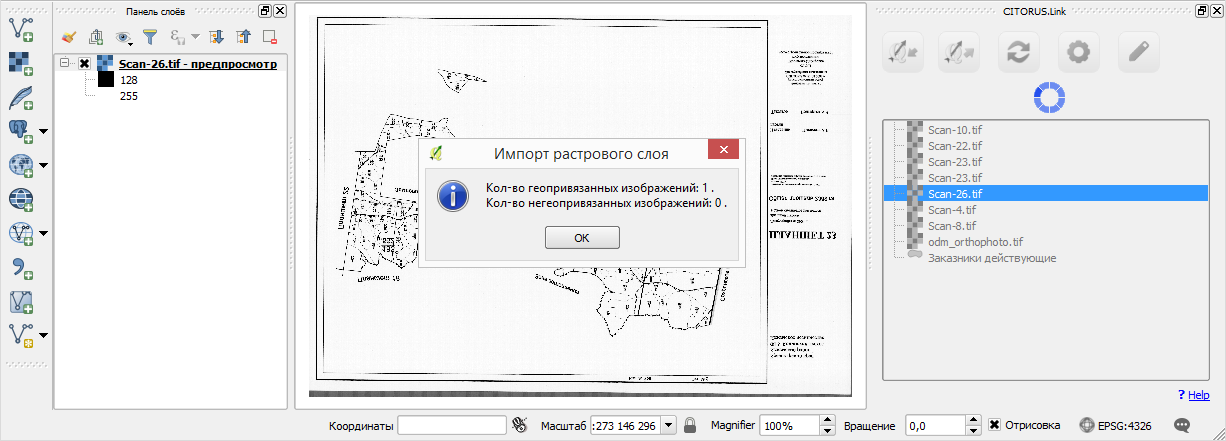 Панель слоёв
Scan-26.tif - предпросмотр
128
255
ПЛАНШЕТ 23
Импорт растрового слоя
Кол-во геопривязанных изображений: 1 .
Кол-во негеопривязанных изображений: 0 .
OK
CITORUS.Link
Scan-10.tif
Scan-22.tif
Scan-23.tif
Scan-23.tif
Scan-26.tif
Scan-4.tif
Scan-8.tif
odm_orthophoto.tif
Заказники действующие
? Help
Координаты
Масштаб :273 146 296
Magnifier 100%
Вращение 0,0
Отрисовка
EPSG:4326